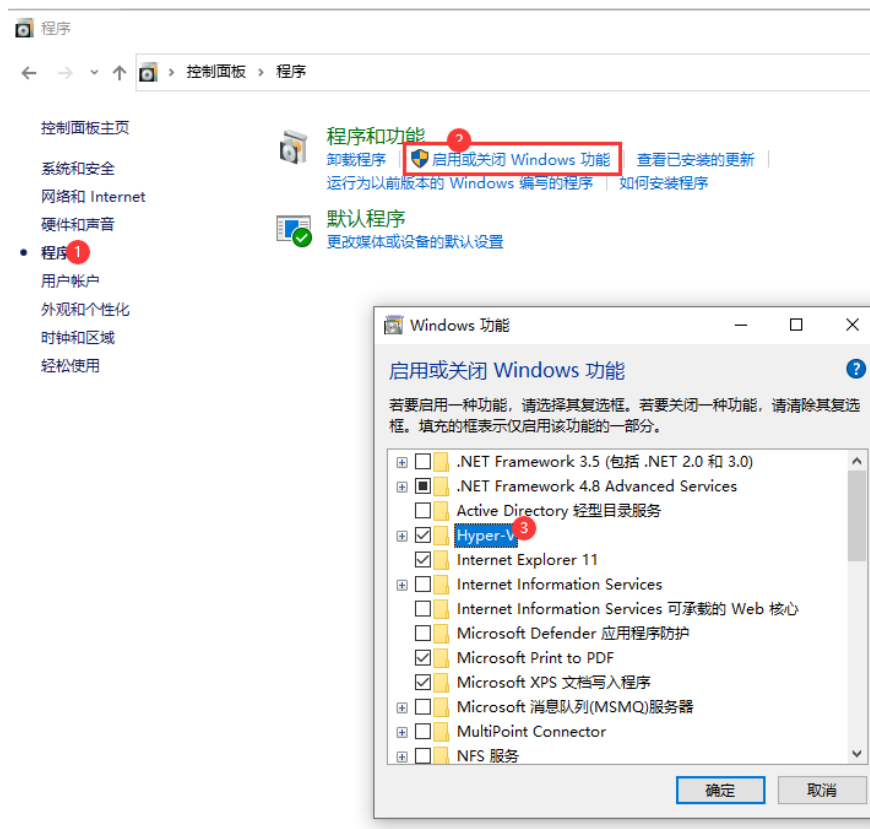 程序
控制面板 › 程序
控制面板主页
系统和安全
网络和 Internet
硬件和声音
程序 1
用户帐户
外观和个性化
时钟和区域
轻松使用
程序和功能
2
卸载程序 启用或关闭 Windows 功能 查看已安装的更新
运行为以前版本的 Windows 编写的程序 如何安装程序
默认程序
更改媒体或设备的默认设置
Windows 功能
启用或关闭 Windows 功能
若要启用一种功能，请选择其复选框。若要关闭一种功能，请清除其复选
框。填充的框表示仅启用该功能的一部分。
.NET Framework 3.5 (包括 .NET 2.0 和 3.0)
.NET Framework 4.8 Advanced Services
Active Directory 轻型目录服务
Hyper-V 3
Internet Explorer 11
Internet Information Services
Internet Information Services 可承载的 Web 核心
Microsoft Defender 应用程序防护
Microsoft Print to PDF
Microsoft XPS 文档写入程序
Microsoft 消息队列(MSMQ)服务器
MultiPoint Connector
NFS 服务
确定 取消